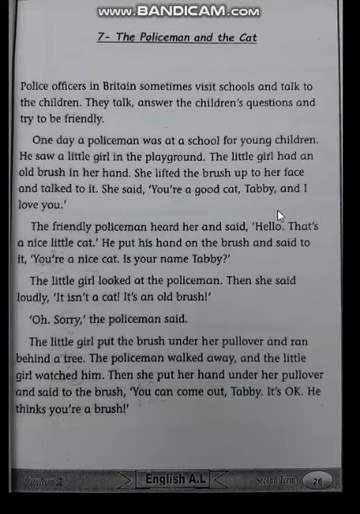 www.BANDICAM.com
7- The Policeman and the Cat
Police officers in Britain sometimes visit schools and talk to
the children. They talk, answer the children's questions and
try to be friendly.
One day a policeman was at a school for young children.
He saw a little girl in the playground. The little girl had an
old brush in her hand. She lifted the brush up to her face
and talked to it. She said, 'You're a good cat, Tabby, and I
love you.'
The friendly policeman heard her and said, 'Hello. That's
a nice little cat.' He put his hand on the brush and said to
it, 'You're a nice cat. Is your name Tabby?'
The little girl looked at the policeman. Then she said
loudly, 'It isn't a cat! It's an old brush!'
'Oh. Sorry,' the policeman said.
The little girl put the brush under her pullover and ran
behind a tree. The policeman walked away, and the little
girl watched him. Then she put her hand under her pullover
and said to the brush, 'You can come out, Tabby. It's OK. He
thinks you're a brush!'
English A.L
Second Term
26